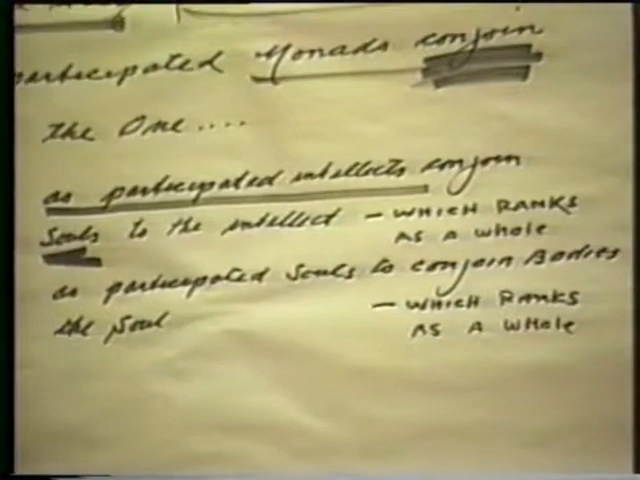 participated Monads conjoin
the One....
as participated intellects conjoin
Souls to the intellect – WHICH RANKS
AS A WHOLE
as participated Souls to conjoin Bodies
the Soul – WHICH RANKS
AS A WHOLE